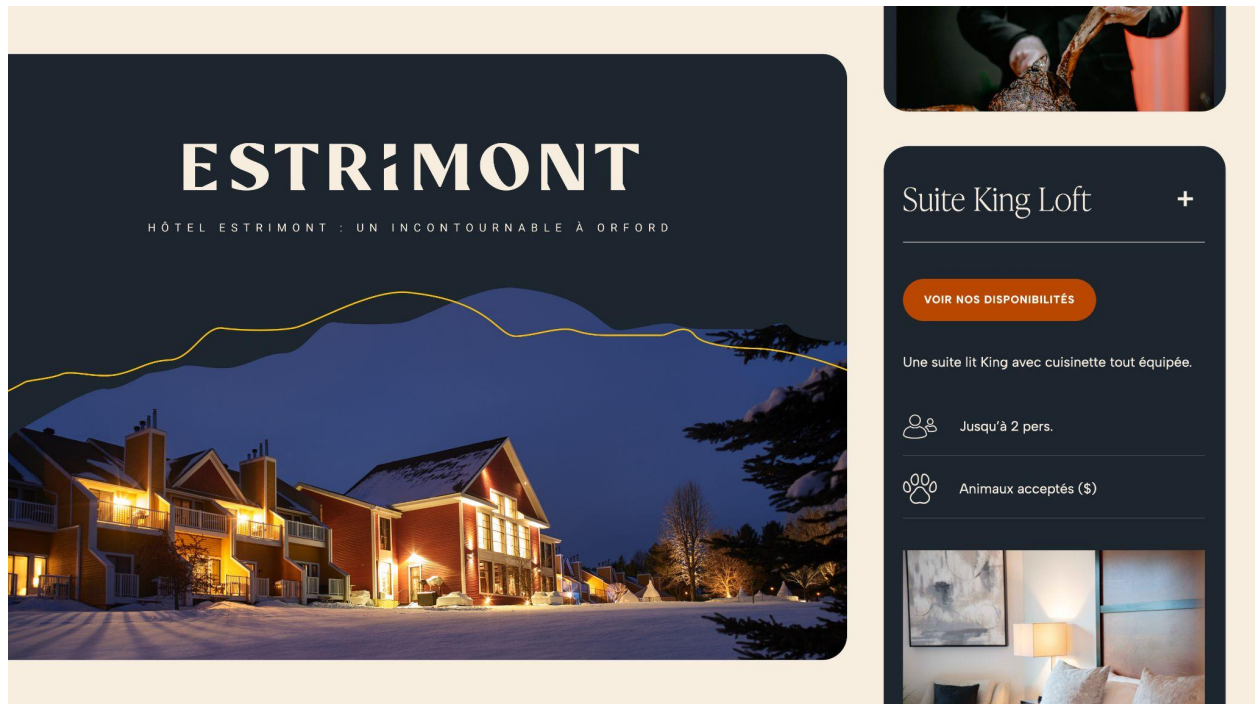 ESTRIMONT
HÔTEL ESTRIMONT : UN INCONTOURNABLE À ORFORD
Suite King Loft +
VOIR NOS DISPONIBILITÉS
Une suite lit King avec cuisinette tout équipée.
Jusqu'à 2 pers.
Animaux acceptés ($)